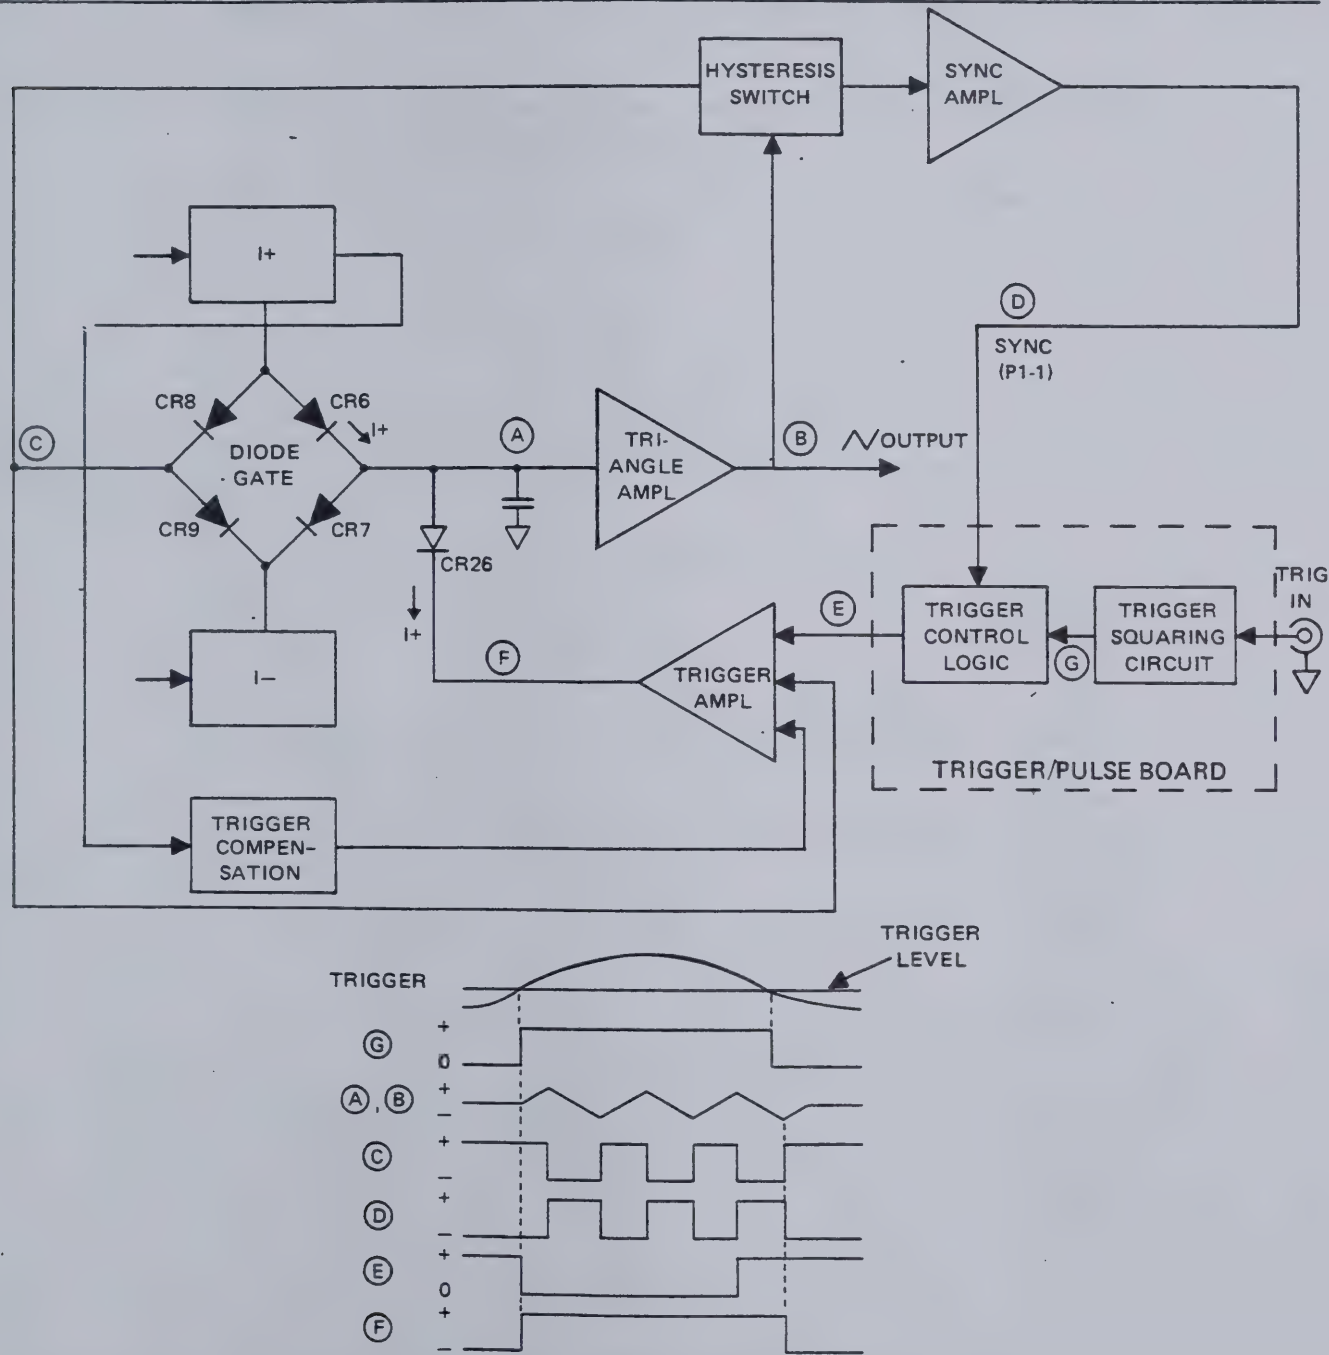 HYSTERESIS
SWITCH
SYNC
AMPL
I+
D
SYNC
(P1-1)
CR8
CR6
I+
C
DIODE
GATE
A
TRI-
ANGLE
AMPL
B
OUTPUT
CR9
CR7
CR26
I+
E
TRIGGER
CONTROL
LOGIC
G
TRIGGER
SQUARING
CIRCUIT
TRIG
IN
F
TRIGGER
AMPL
I−
TRIGGER/PULSE BOARD
TRIGGER
COMPEN-
SATION
TRIGGER
LEVEL
TRIGGER
G + 0
A, B + −
C + −
D + −
E + 0
F + −